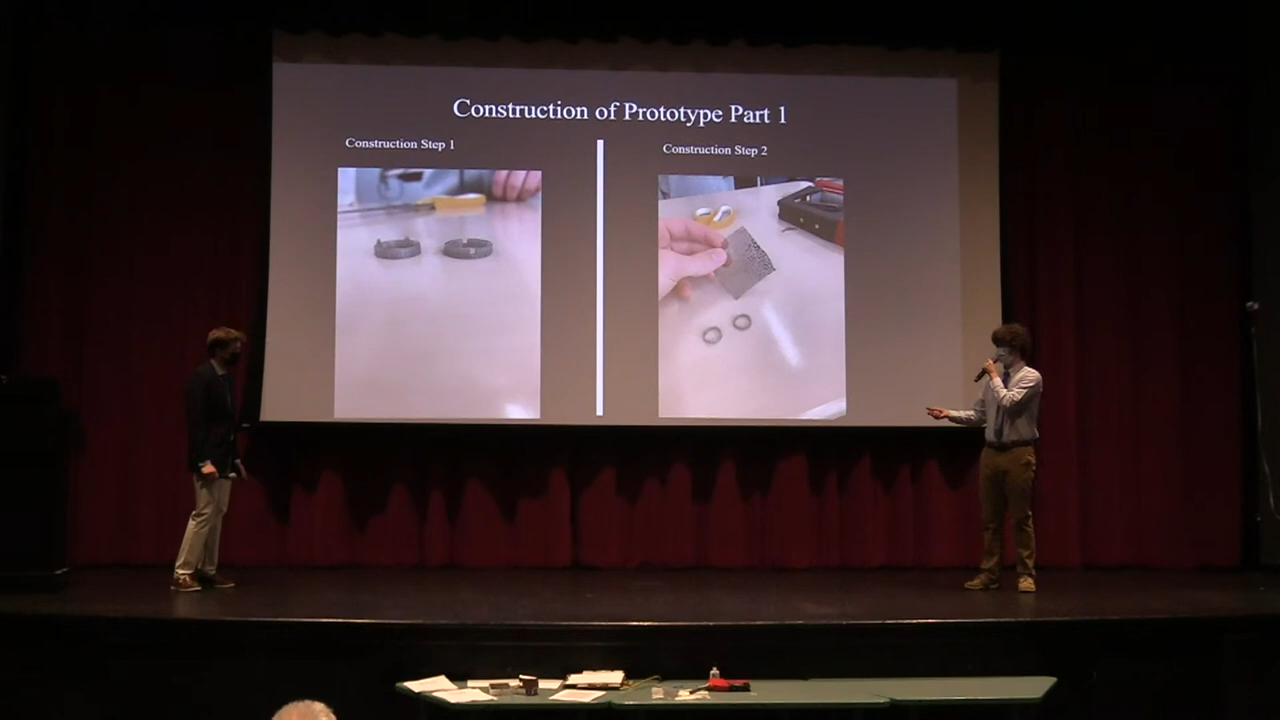 Construction of Prototype Part 1
Construction Step 1
Construction Step 2